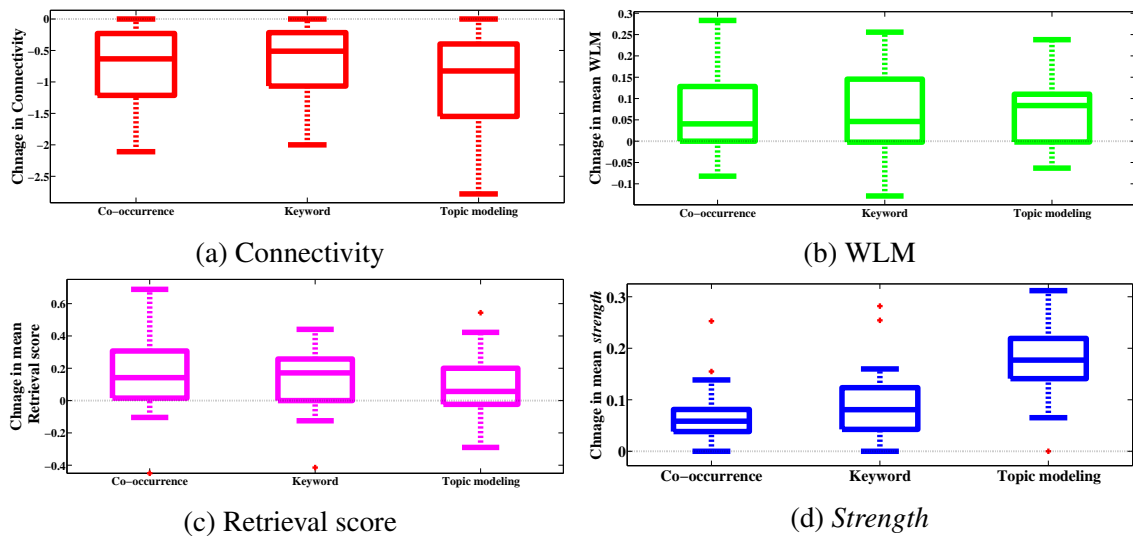 Chnage in Connectivity
0
−0.5
−1
−1.5
−2
−2.5
Co−occurrence Keyword Topic modeling
(a) Connectivity
Chnage in mean WLM
0.3
0.25
0.2
0.15
0.1
0.05
0
−0.05
−0.1
Co−occurrence Keyword Topic modeling
(b) WLM
Chnage in mean
Retrieval score
0.6
0.4
0.2
0
−0.2
−0.4
Co−occurrence Keyword Topic modeling
(c) Retrieval score
Chnage in mean strength
0.3
0.2
0.1
0
Co−occurrence Keyword Topic modeling
(d) Strength